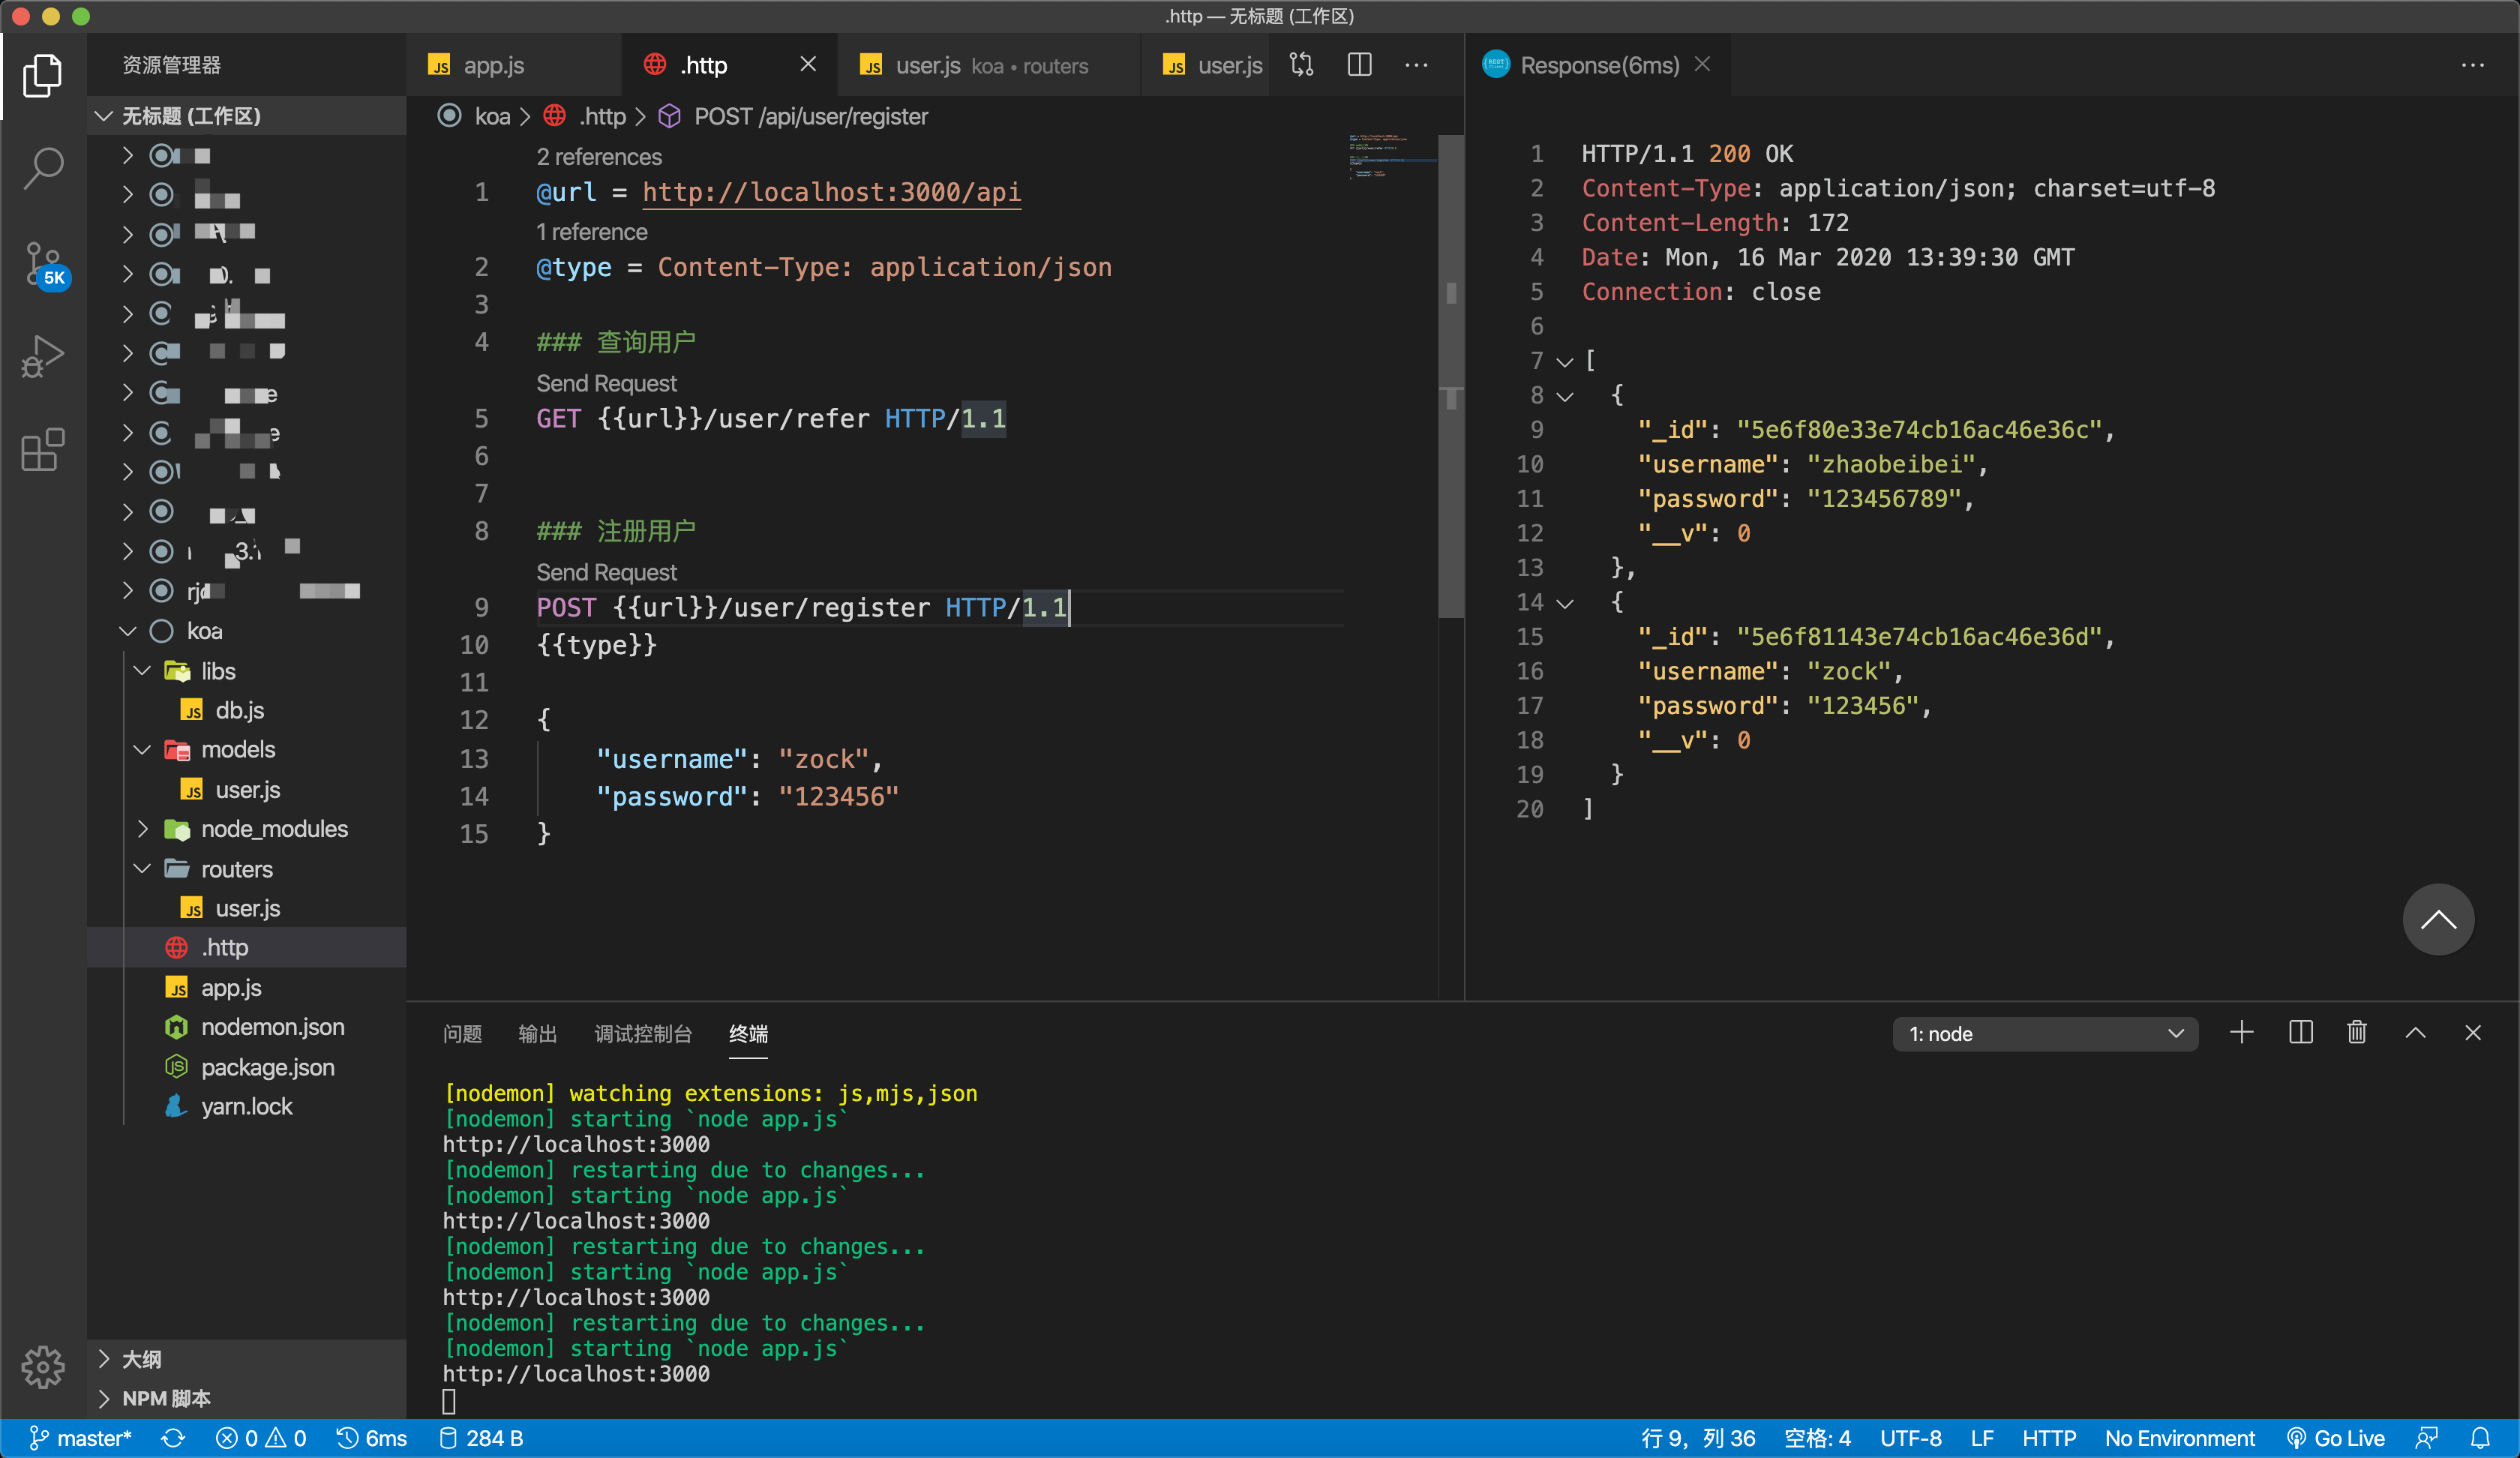 .http — 无标题 (工作区)
资源管理器
无标题 (工作区)
koa
libs
db.js
models
user.js
node_modules
routers
user.js
.http
app.js
nodemon.json
package.json
yarn.lock
大纲
NPM 脚本
5K
app.js
.http
user.js koa • routers
user.js
koa > .http > POST /api/user/register
2 references
1 @url = http://localhost:3000/api
1 reference
2 @type = Content-Type: application/json
3
4 ### 查询用户
Send Request
5 GET {{url}}/user/refer HTTP/1.1
6
7
8 ### 注册用户
Send Request
9 POST {{url}}/user/register HTTP/1.1
10 {{type}}
11
12 {
13 "username": "zock",
14 "password": "123456"
15 }
Response(6ms)
1 HTTP/1.1 200 OK
2 Content-Type: application/json; charset=utf-8
3 Content-Length: 172
4 Date: Mon, 16 Mar 2020 13:39:30 GMT
5 Connection: close
6
7 [
8 {
9 "_id": "5e6f80e33e74cb16ac46e36c",
10 "username": "zhaobeibei",
11 "password": "123456789",
12 "__v": 0
13 },
14 {
15 "_id": "5e6f81143e74cb16ac46e36d",
16 "username": "zock",
17 "password": "123456",
18 "__v": 0
19 }
20 ]
问题 输出 调试控制台 终端
1: node
[nodemon] watching extensions: js,mjs,json
[nodemon] starting `node app.js`
http://localhost:3000
[nodemon] restarting due to changes...
[nodemon] starting `node app.js`
http://localhost:3000
[nodemon] restarting due to changes...
[nodemon] starting `node app.js`
http://localhost:3000
[nodemon] restarting due to changes...
[nodemon] starting `node app.js`
http://localhost:3000
master* 0 0 6ms 284 B
行 9，列 36 空格: 4 UTF-8 LF HTTP No Environment Go Live